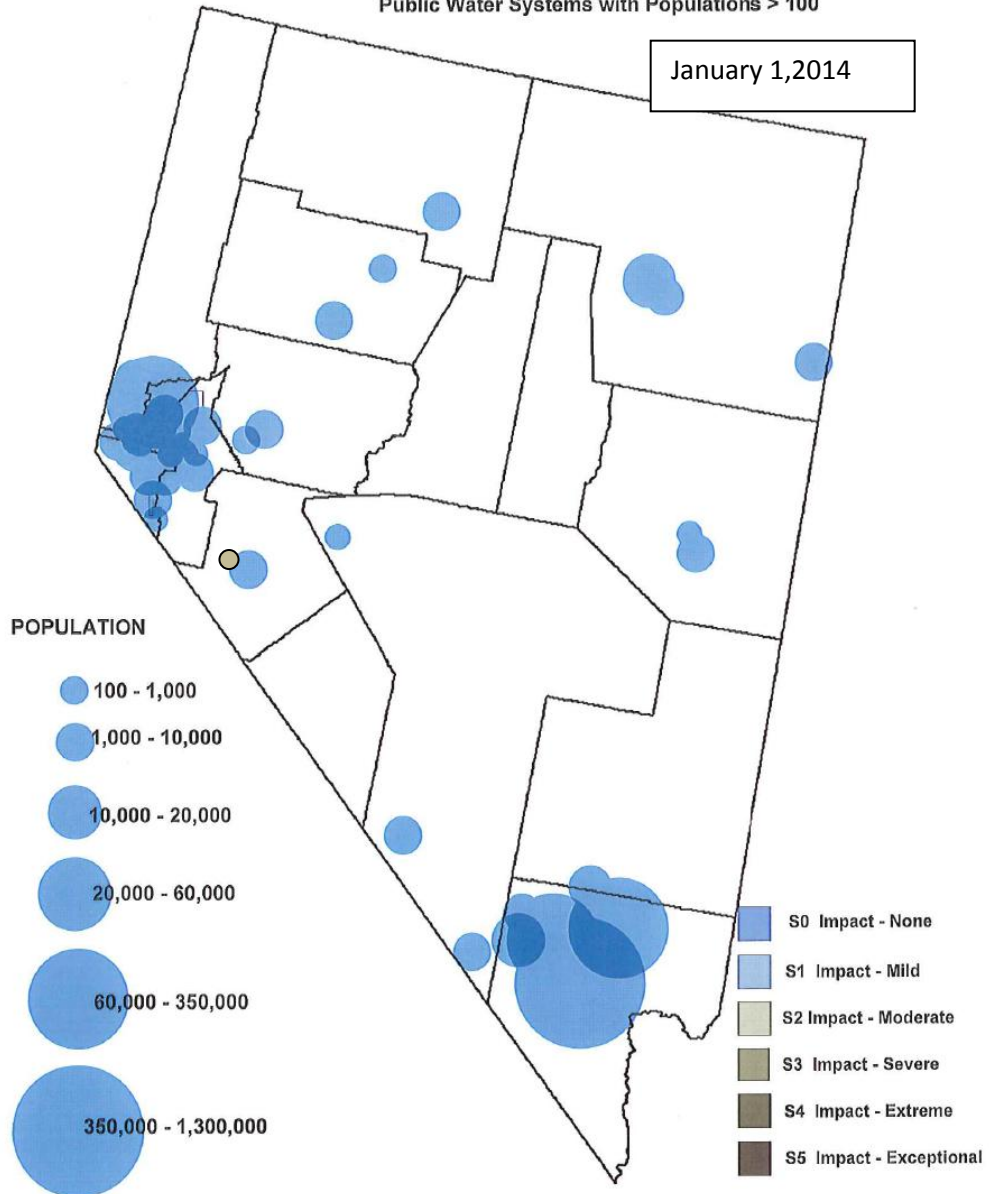 Public Water Systems with Populations > 100
January 1,2014
POPULATION
100 - 1,000
1,000 - 10,000
10,000 - 20,000
20,000 - 60,000
60,000 - 350,000
350,000 - 1,300,000
S0 Impact - None
S1 Impact - Mild
S2 Impact - Moderate
S3 Impact - Severe
S4 Impact - Extreme
S5 Impact - Exceptional